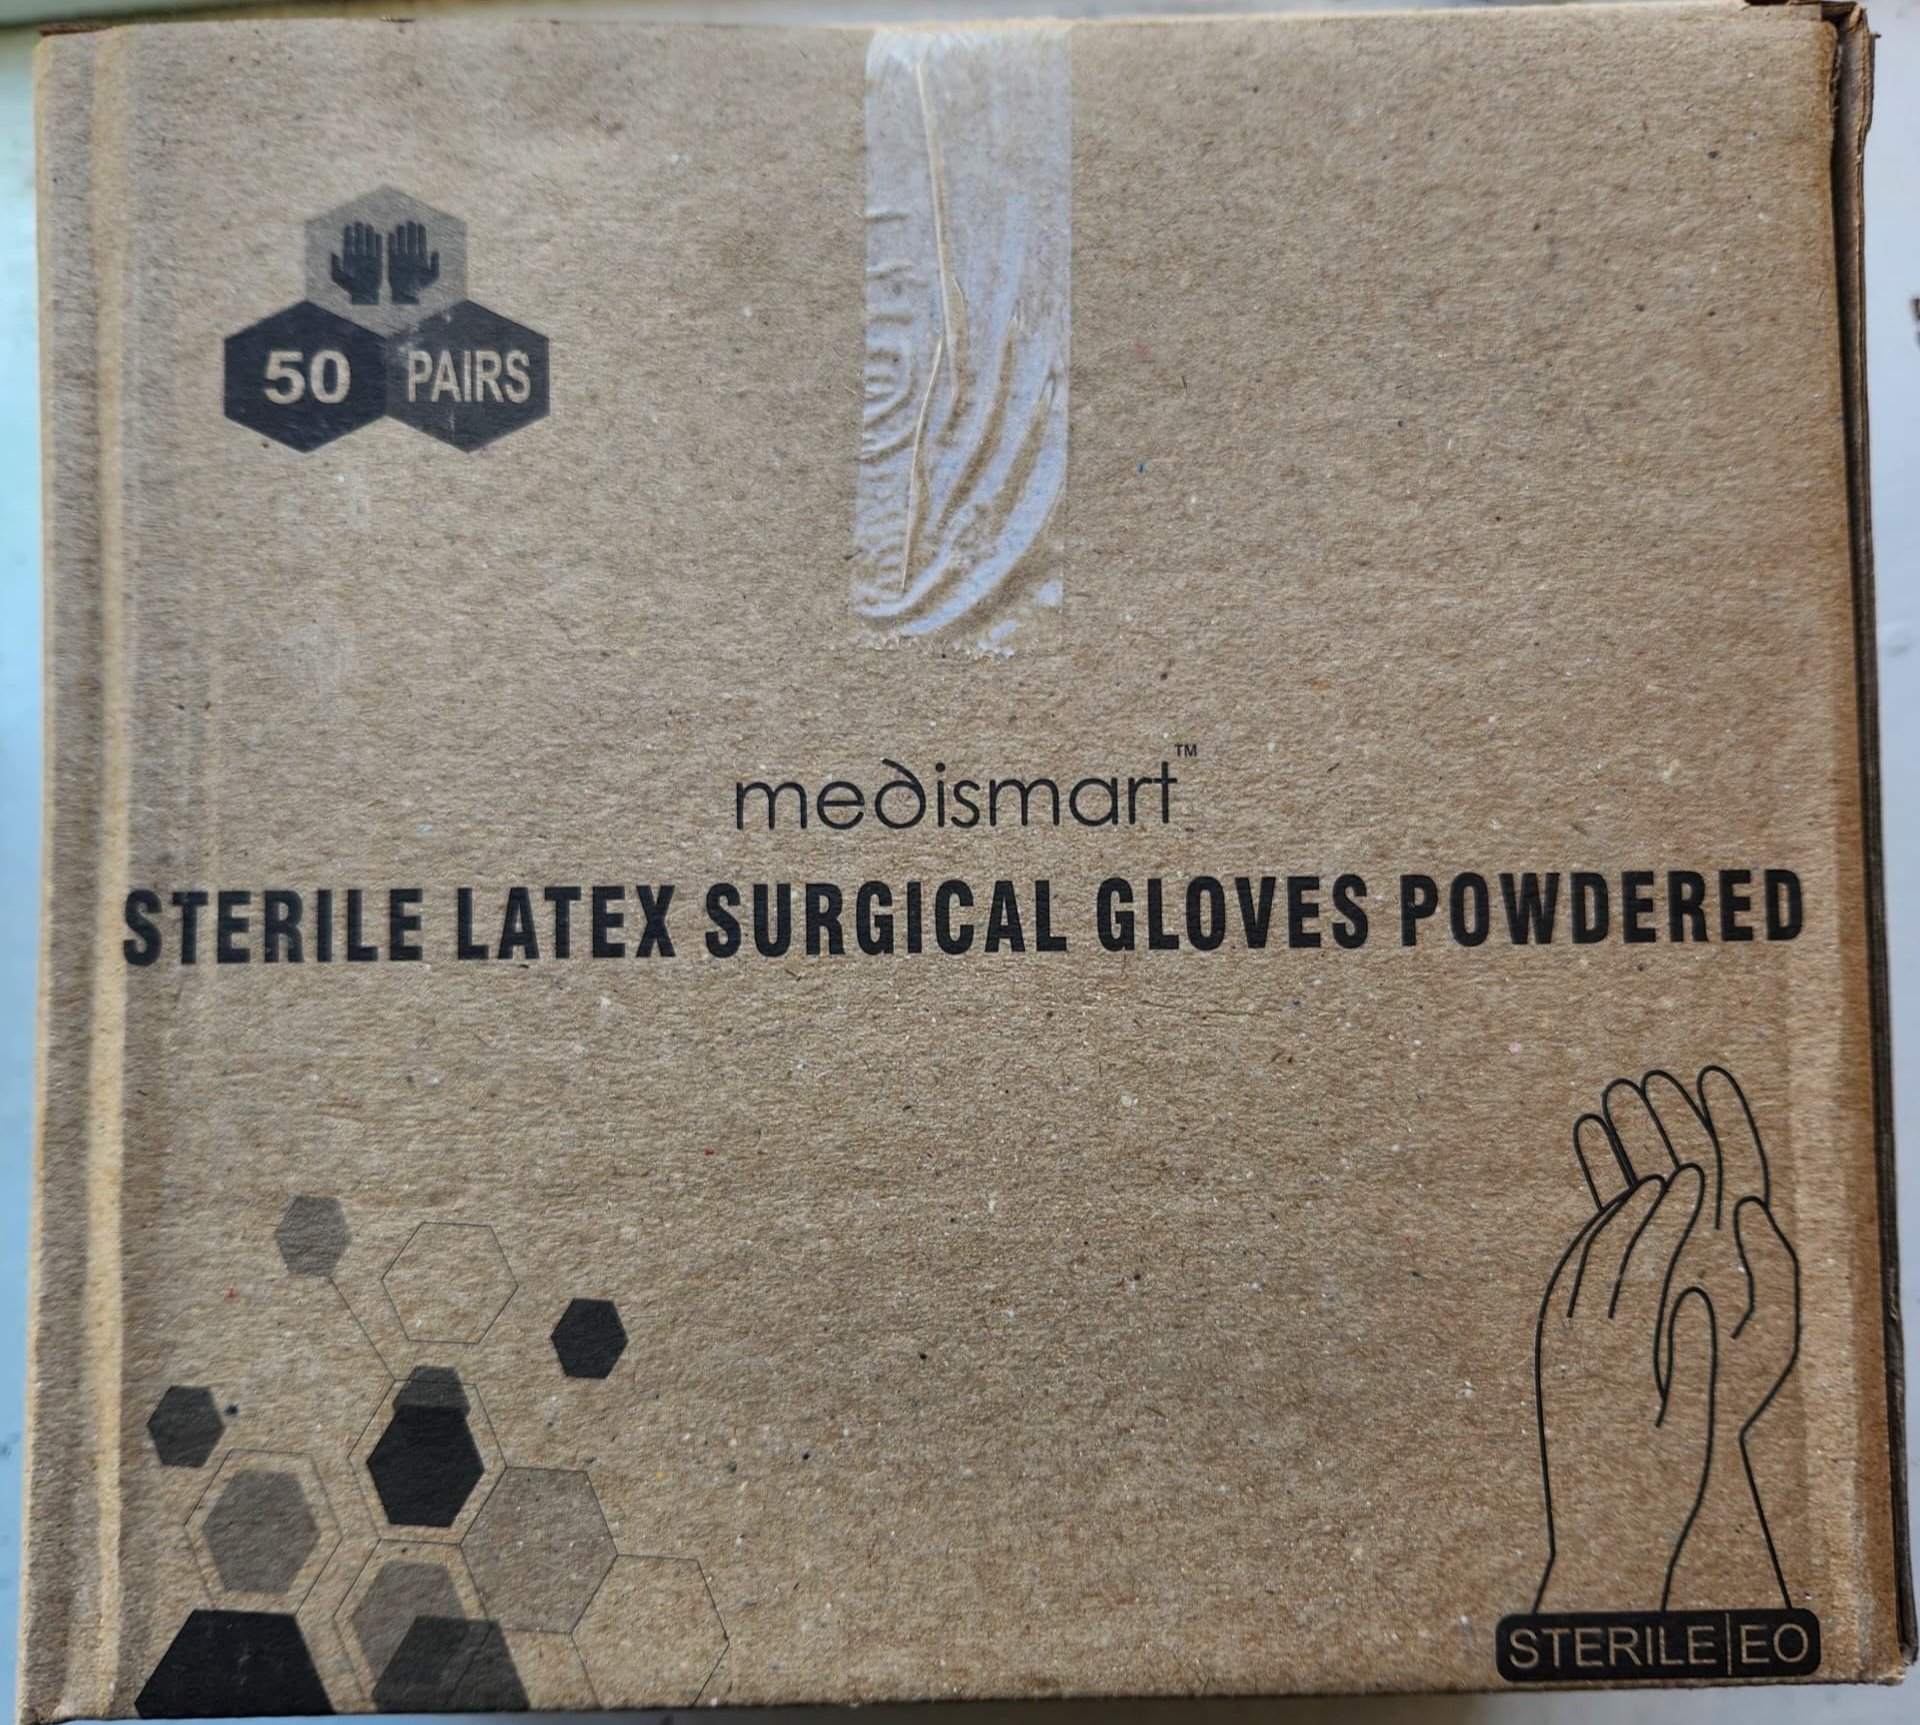 50 PAIRS
medismart™
STERILE LATEX SURGICAL GLOVES POWDERED
STERILE EO